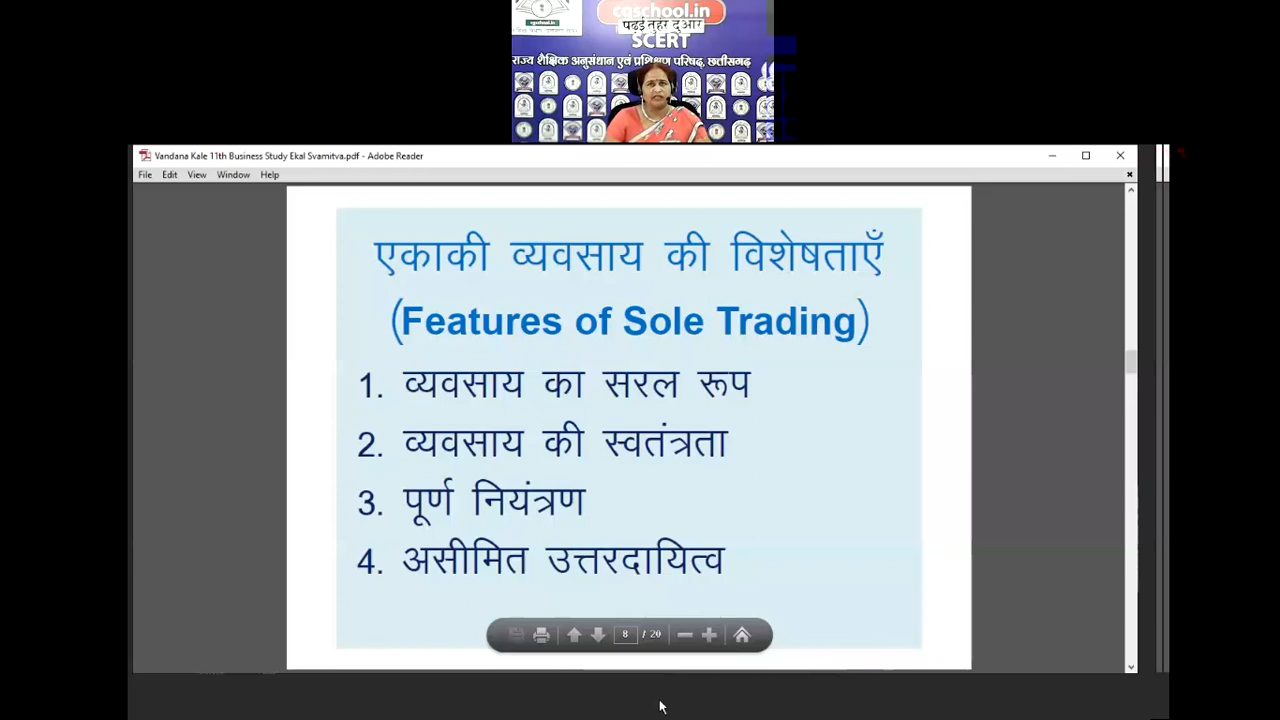 cgschool.in
cgschool.in
पढ़ई तुंहर दुआर
SCERT
राज्य शैक्षिक अनुसंधान एवं प्रशिक्षण परिषद, छत्तीसगढ़
Vandana Kale 11th Business Study Ekal Svamitva.pdf - Adobe Reader
File Edit View Window Help
एकाकी व्यवसाय की विशेषताएँ
(Features of Sole Trading)
1. व्यवसाय का सरल रूप
2. व्यवसाय की स्वतंत्रता
3. पूर्ण नियंत्रण
4. असीमित उत्तरदायित्व
8 / 20